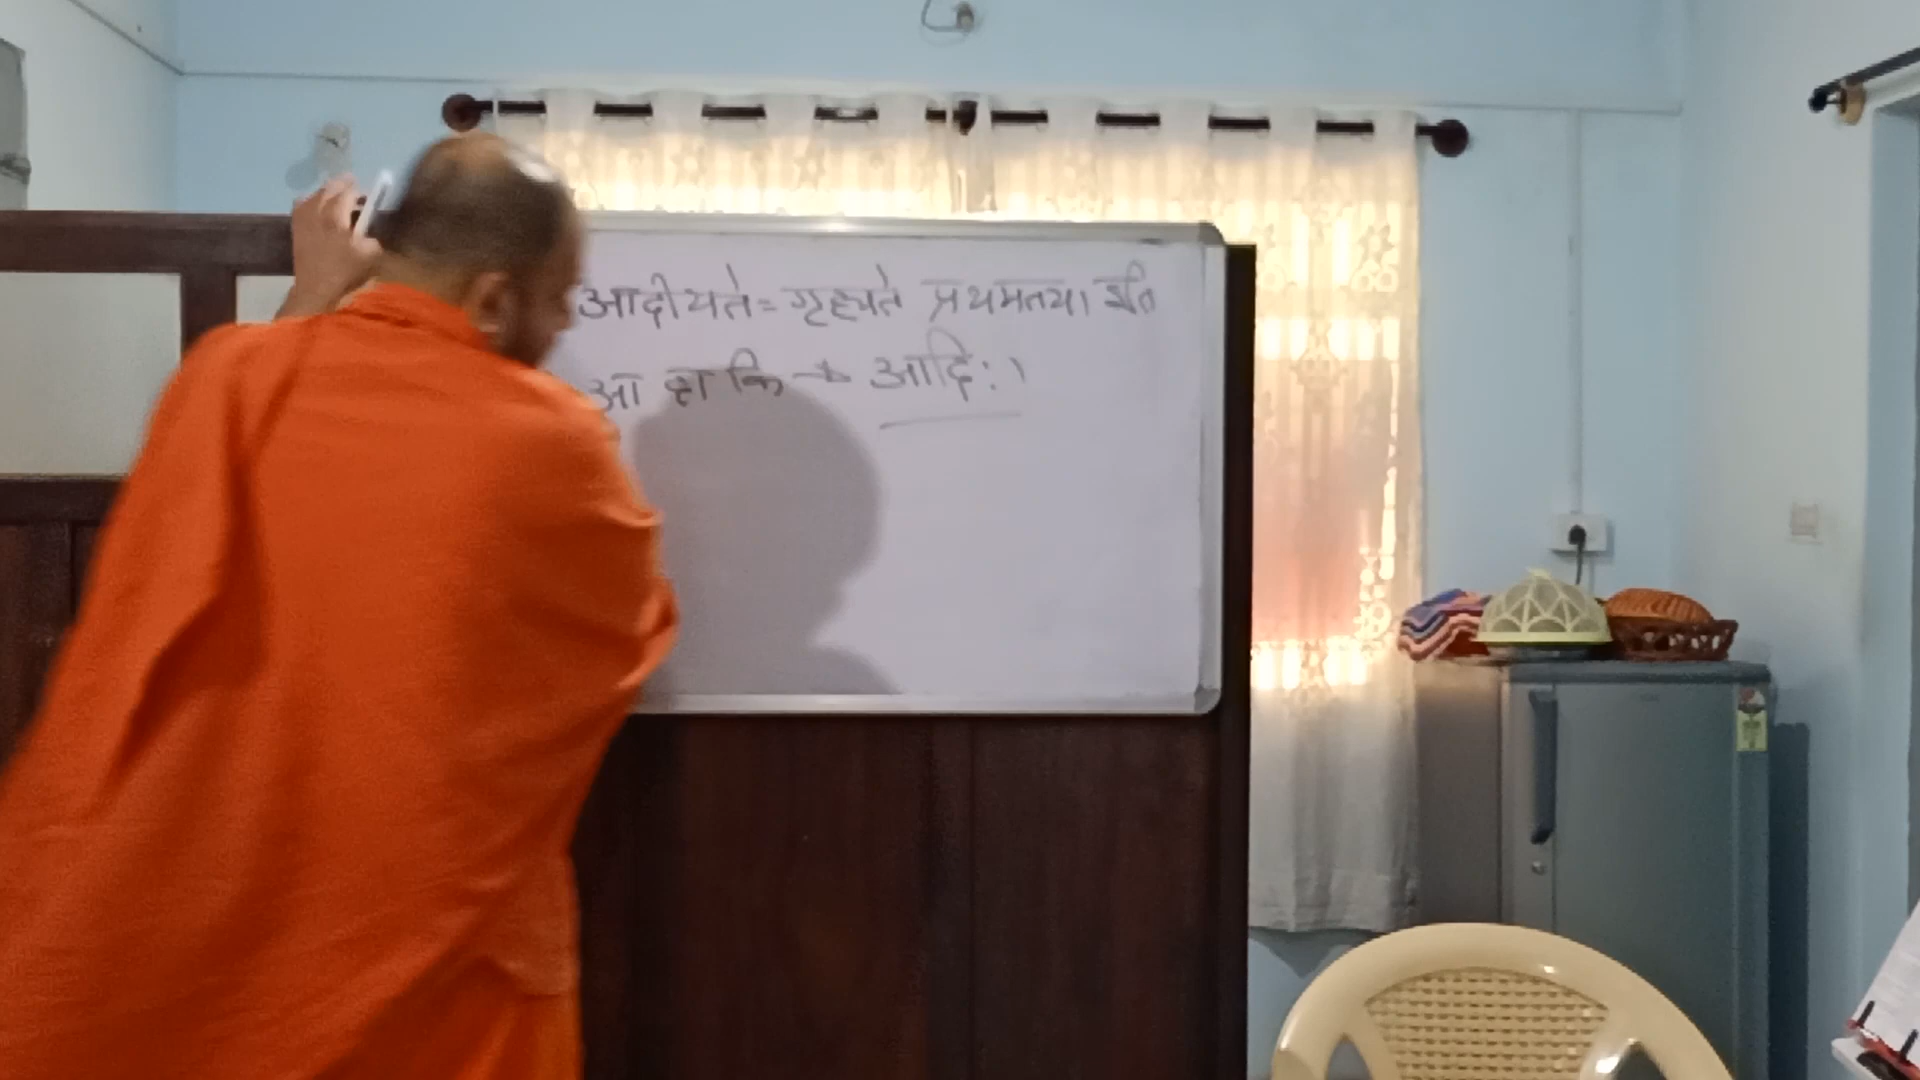 आदीयते = गृह्यते प्रथमतया इति
आ दा कि → आदिः ।